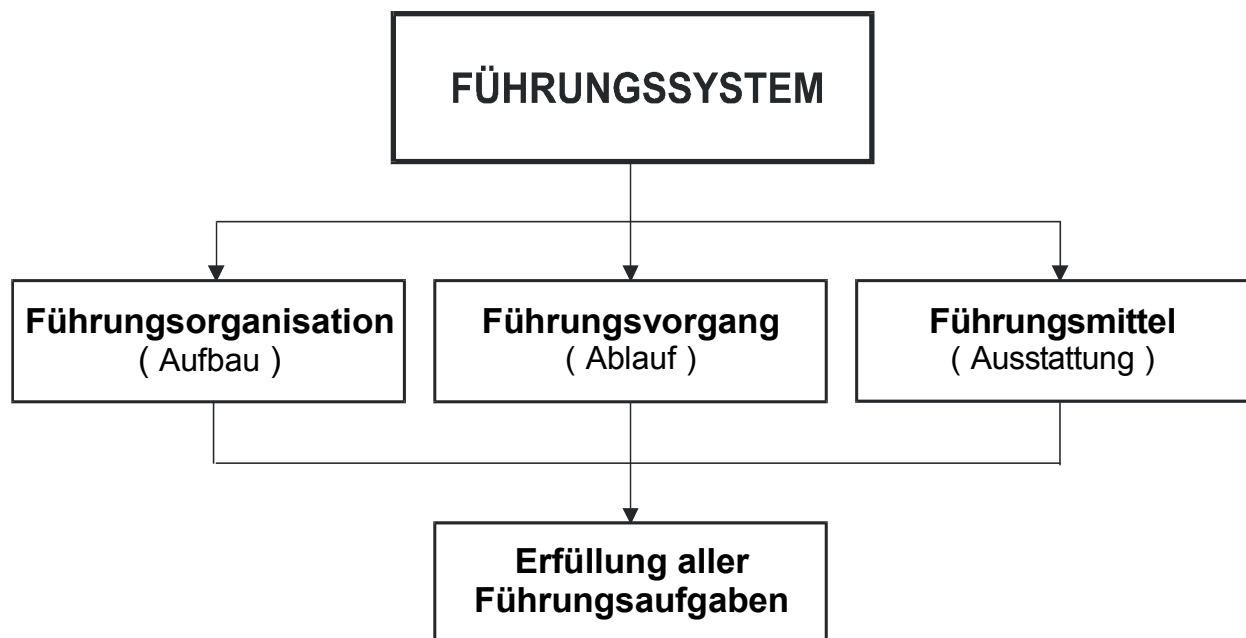 FÜHRUNGSSYSTEM
Führungsorganisation
( Aufbau )
Führungsvorgang
( Ablauf )
Führungsmittel
( Ausstattung )
Erfüllung aller
Führungsaufgaben